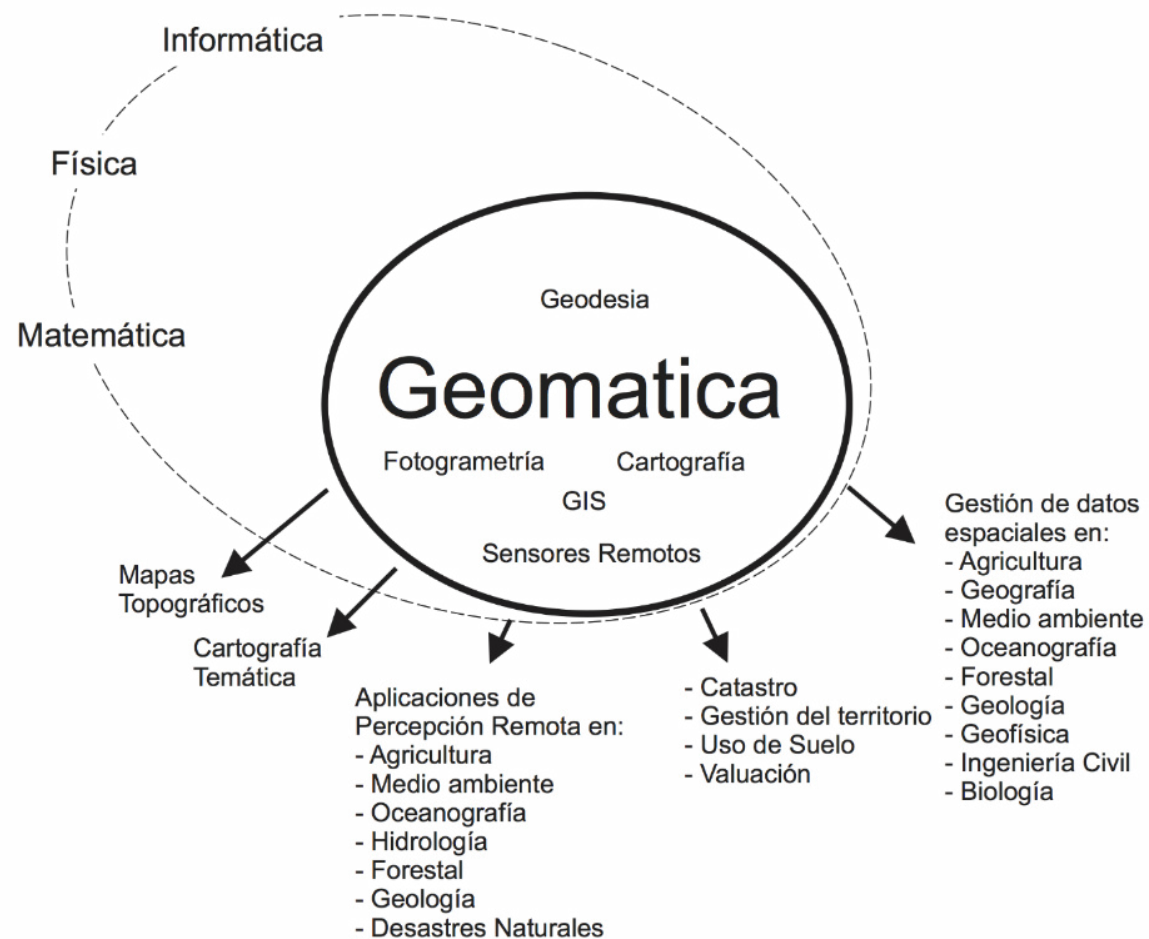 Informática
Física
Matemática
Geodesia
Geomatica
Fotogrametría Cartografía
GIS
Sensores Remotos
Mapas
Topográficos
Cartografía
Temática
Aplicaciones de
Percepción Remota en:
- Agricultura
- Medio ambiente
- Oceanografía
- Hidrología
- Forestal
- Geología
- Desastres Naturales
- Catastro
- Gestión del territorio
- Uso de Suelo
- Valuación
Gestión de datos
espaciales en:
- Agricultura
- Geografía
- Medio ambiente
- Oceanografía
- Forestal
- Geología
- Geofísica
- Ingeniería Civil
- Biología